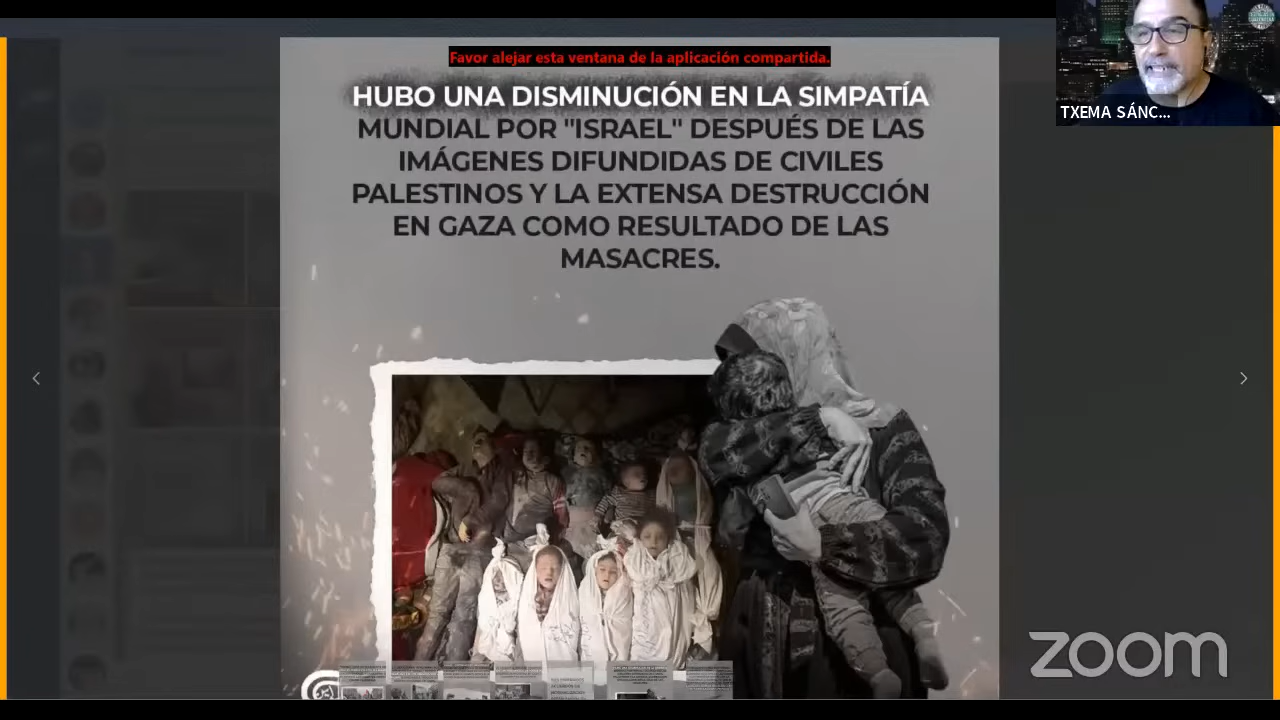 Favor alejar esta ventana de la aplicación compartida.
HUBO UNA DISMINUCIÓN EN LA SIMPATÍA
MUNDIAL POR "ISRAEL" DESPUÉS DE LAS
IMÁGENES DIFUNDIDAS DE CIVILES
PALESTINOS Y LA EXTENSA DESTRUCCIÓN
EN GAZA COMO RESULTADO DE LAS
MASACRES.
TXEMA SÁNC...
zoom